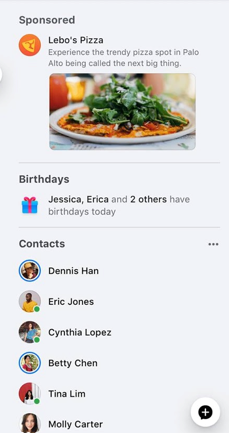 Sponsored
Lebo's Pizza
Experience the trendy pizza spot in Palo
Alto being called the next big thing.
Birthdays
Jessica, Erica and 2 others have
birthdays today
Contacts
Dennis Han
Eric Jones
Cynthia Lopez
Betty Chen
Tina Lim
Molly Carter